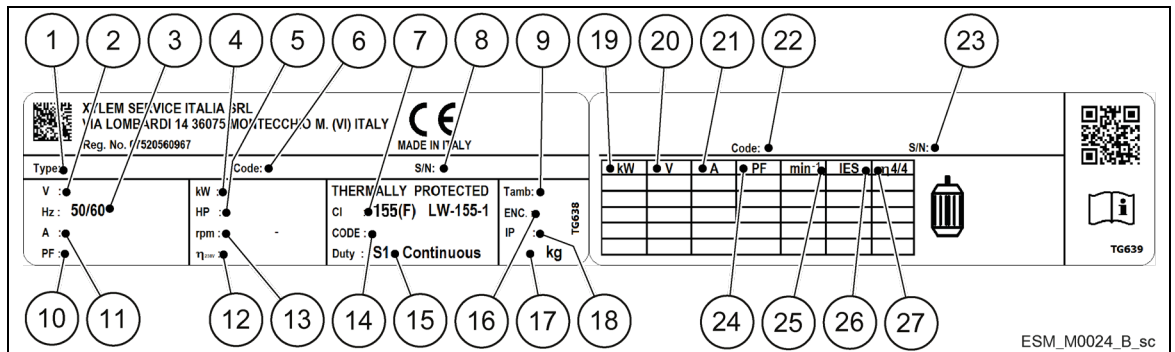 1 2 3 4 5 6 7 8 9 19 20 21 22 23
XYLEM SERVICE ITALIA SRL
VIA LOMBARDI 14 36075 MONTECCHIO M. (VI) ITALY
Reg. No. 07520560967
CE
MADE IN ITALY
Type: Code: S/N:
V :
Hz : 50/60
A :
PF :
kW :
HP :
rpm : -
THERMALLY PROTECTED
Cl : 155(F) LW-155-1
CODE :
Duty : S1 Continuous
Tamb:
ENC. :
IP :
kg
TG638
Code: S/N:
kW V A PF min-1 IES η4/4
i
TG639
10 11 12 13 14 15 16 17 18 24 25 26 27
ESM_M0024_B_sc